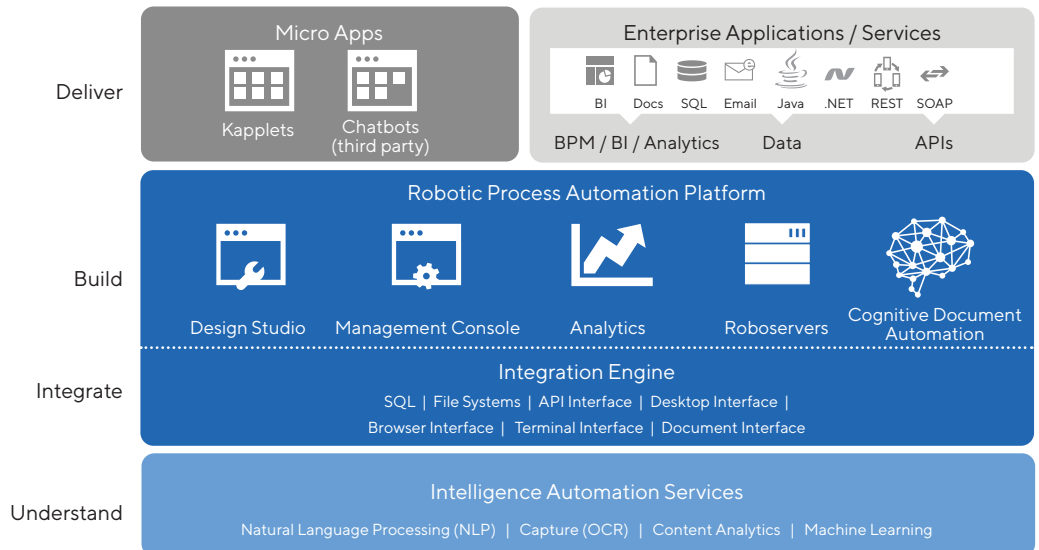 Deliver
Micro Apps
Kapplets
Chatbots
(third party)
Enterprise Applications / Services
BI Docs SQL Email Java .NET REST SOAP
BPM / BI / Analytics Data APIs
Build
Robotic Process Automation Platform
Design Studio Management Console Analytics Roboservers Cognitive Document
Automation
Integrate
Integration Engine
SQL | File Systems | API Interface | Desktop Interface |
Browser Interface | Terminal Interface | Document Interface
Understand
Intelligence Automation Services
Natural Language Processing (NLP) | Capture (OCR) | Content Analytics | Machine Learning